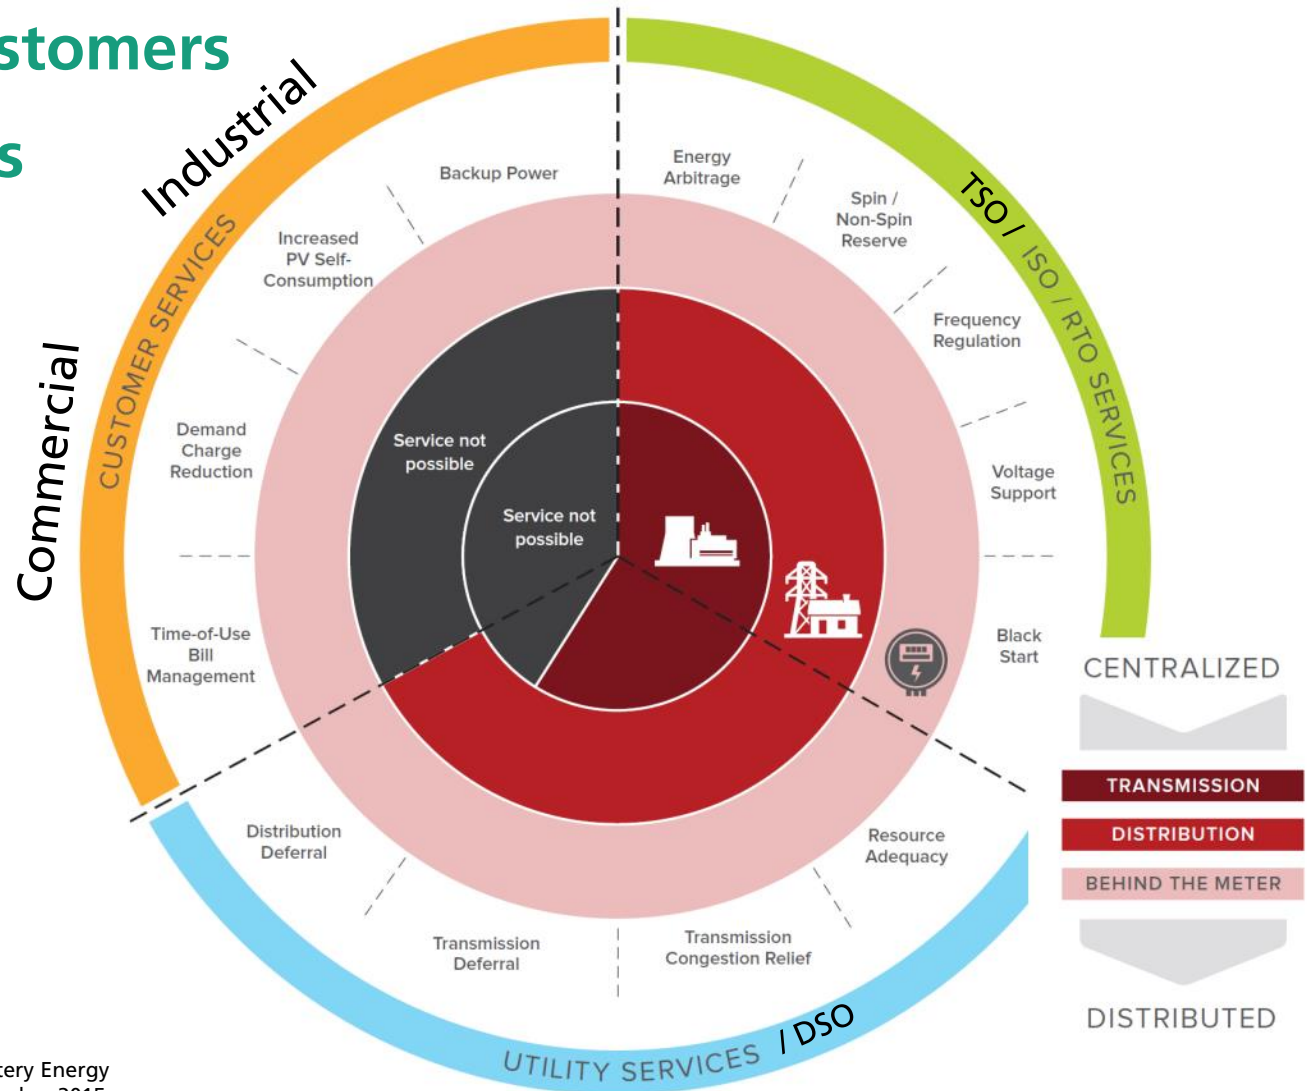 stomers
s
Industrial
Commercial
CUSTOMER SERVICES
TSO / ISO / RTO SERVICES
Backup Power
Energy
Arbitrage
Spin /
Non-Spin
Reserve
Increased
PV Self-
Consumption
Frequency
Regulation
Demand
Charge
Reduction
Service not
possible
Service not
possible
Voltage
Support
Time-of-Use
Bill
Management
Black
Start
Distribution
Deferral
Resource
Adequacy
Transmission
Deferral
Transmission
Congestion Relief
UTILITY SERVICES / DSO
CENTRALIZED
TRANSMISSION
DISTRIBUTION
BEHIND THE METER
DISTRIBUTED
tery Energy
2015